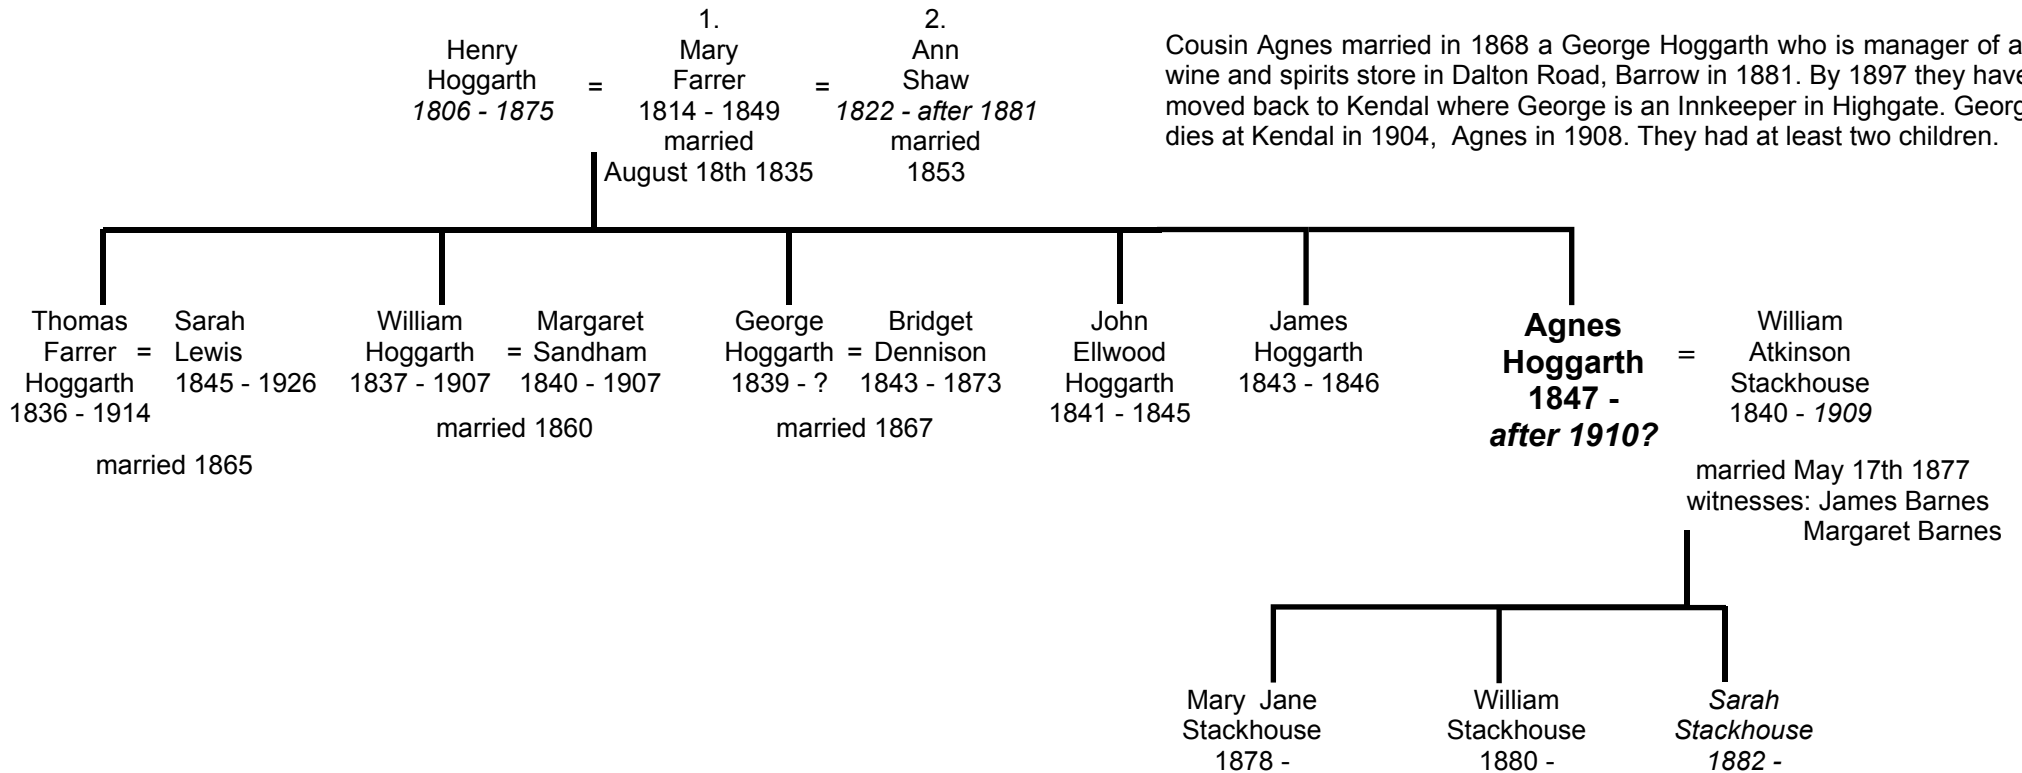 1.
Mary
Farrer
1814 - 1849
married
August 18th 1835
2.
Ann
Shaw
1822 - after 1881
married
1853
Henry
Hoggarth
1806 - 1875
=
=
Cousin Agnes married in 1868 a George Hoggarth who is manager of a
wine and spirits store in Dalton Road, Barrow in 1881. By 1897 they have
moved back to Kendal where George is an Innkeeper in Highgate. Georg
dies at Kendal in 1904, Agnes in 1908. They had at least two children.
Thomas
Farrer =
Hoggarth
1836 - 1914
Sarah
Lewis
1845 - 1926
married 1865
William
Hoggarth
1837 - 1907
=
Margaret
Sandham
1840 - 1907
married 1860
George
Hoggarth
1839 - ?
=
Bridget
Dennison
1843 - 1873
married 1867
John
Ellwood
Hoggarth
1841 - 1845
James
Hoggarth
1843 - 1846
Agnes
Hoggarth
1847 -
after 1910?
=
William
Atkinson
Stackhouse
1840 - 1909
married May 17th 1877
witnesses: James Barnes
Margaret Barnes
Mary Jane
Stackhouse
1878 -
William
Stackhouse
1880 -
Sarah
Stackhouse
1882 -